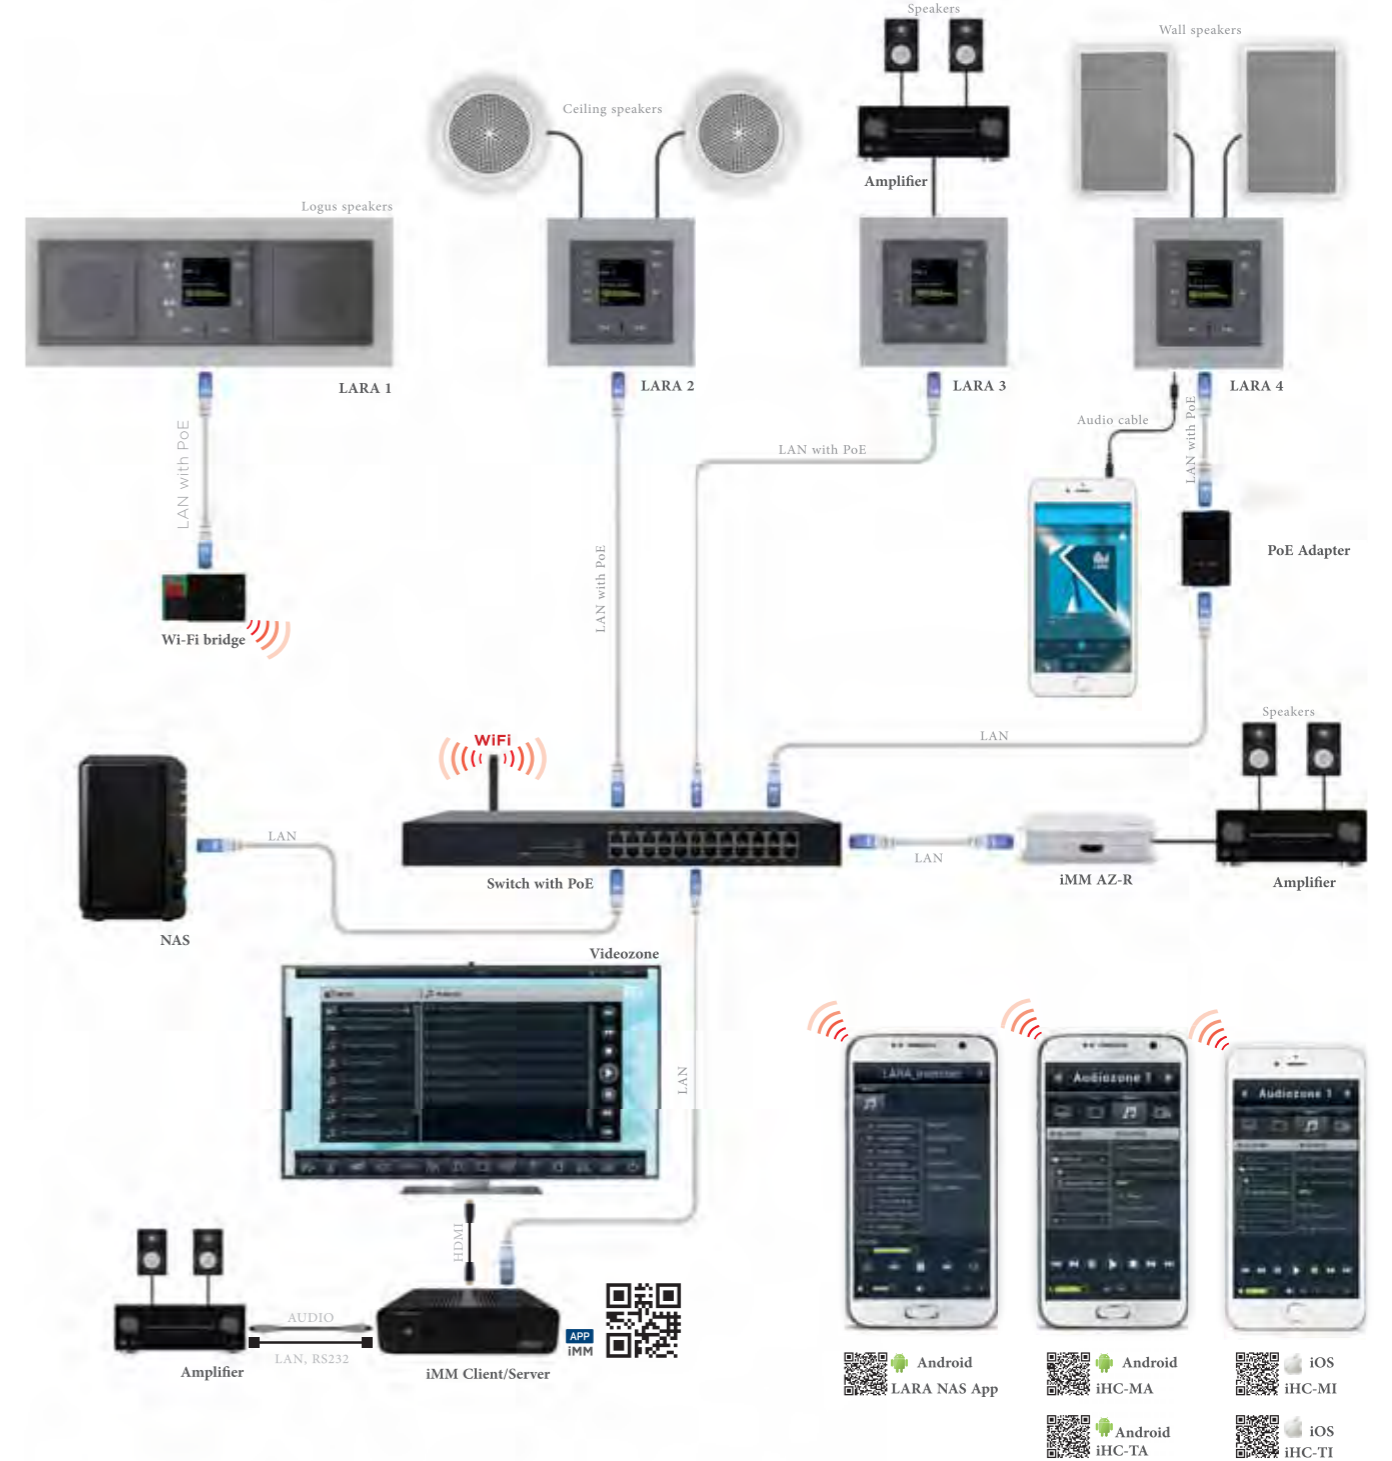 Speakers
Wall speakers
Ceiling speakers
Amplifier
Logus speakers
LARA 1
LARA 2
LARA 3
LARA 4
Audio cable
LAN with PoE
LAN with PoE
LAN with PoE
LAN with PoE
PoE Adapter
Wi-Fi bridge
WiFi
LAN
Speakers
LAN
LAN
Switch with PoE
iMM AZ-R
Amplifier
NAS
Videozone
LAN
Audiozone 1
Audiozone 1
HDMI
AUDIO
LAN, RS232
APP
iMM
Amplifier
iMM Client/Server
Android
LARA NAS App
Android
iHC-MA
iOS
iHC-MI
Android
iHC-TA
iOS
iHC-TI